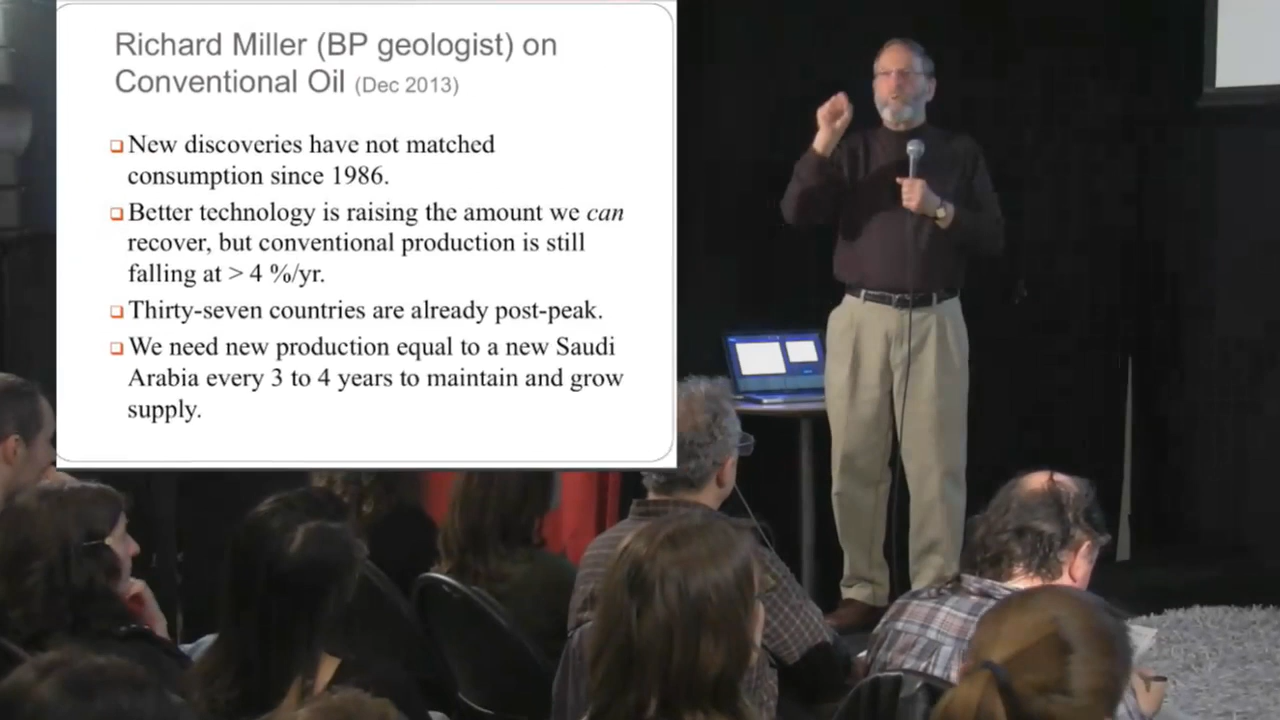 Richard Miller (BP geologist) on
Conventional Oil (Dec 2013)
New discoveries have not matched
consumption since 1986.
Better technology is raising the amount we can
recover, but conventional production is still
falling at > 4 %/yr.
Thirty-seven countries are already post-peak.
We need new production equal to a new Saudi
Arabia every 3 to 4 years to maintain and grow
supply.